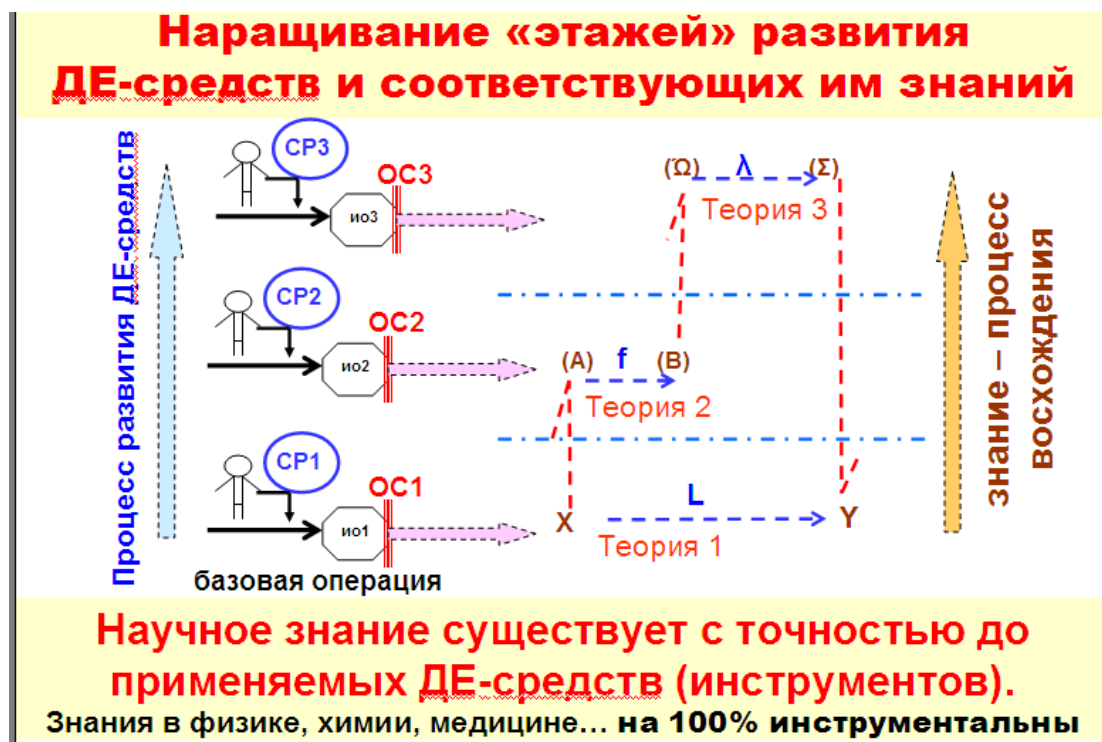 Наращивание «этажей» развития
ДЕ-средств и соответствующих им знаний
Процесс развития ДЕ-средств
СР3
ОС3
ио3
(Ώ) λ (Σ)
Теория 3
СР2
ОС2
ио2
(А) f (В)
Теория 2
СР1
ОС1
ио1
X L Y
Теория 1
базовая операция
знание – процесс
восхождения
Научное знание существует с точностью до
применяемых ДЕ-средств (инструментов).
Знания в физике, химии, медицине... на 100% инструментальны